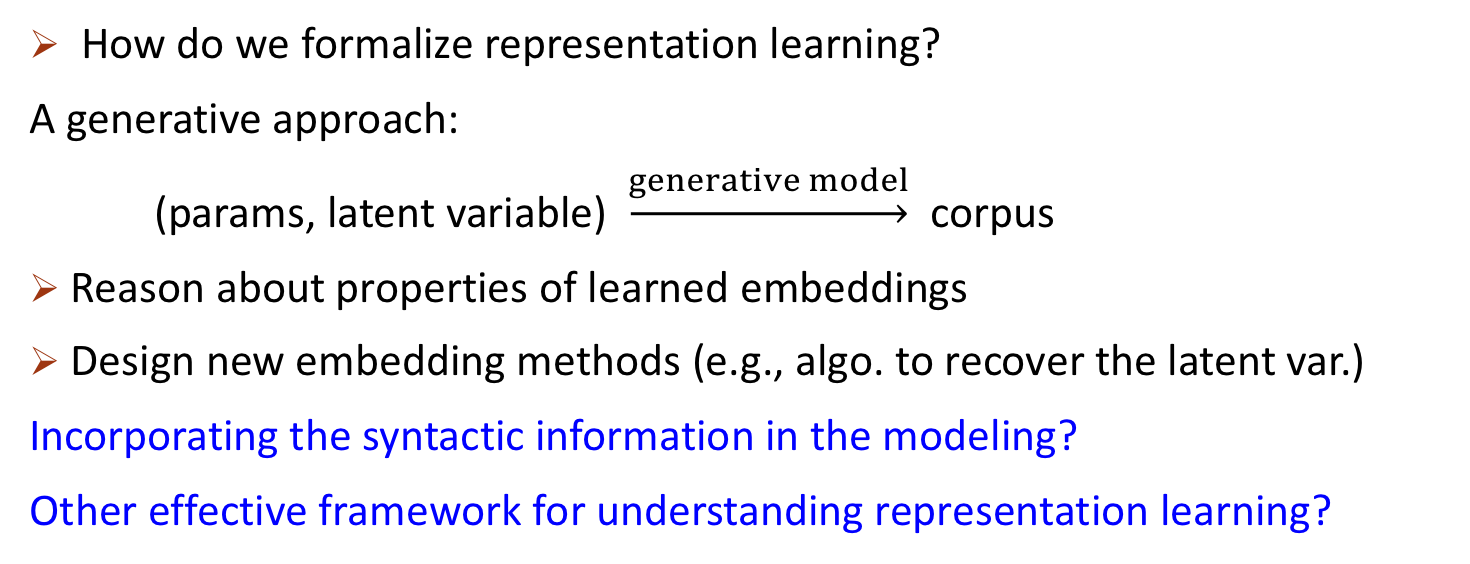 ➢ How do we formalize representation learning?
A generative approach:
generative model
(params, latent variable) ⟶ corpus
➢ Reason about properties of learned embeddings
➢ Design new embedding methods (e.g., algo. to recover the latent var.)
Incorporating the syntactic information in the modeling?
Other effective framework for understanding representation learning?